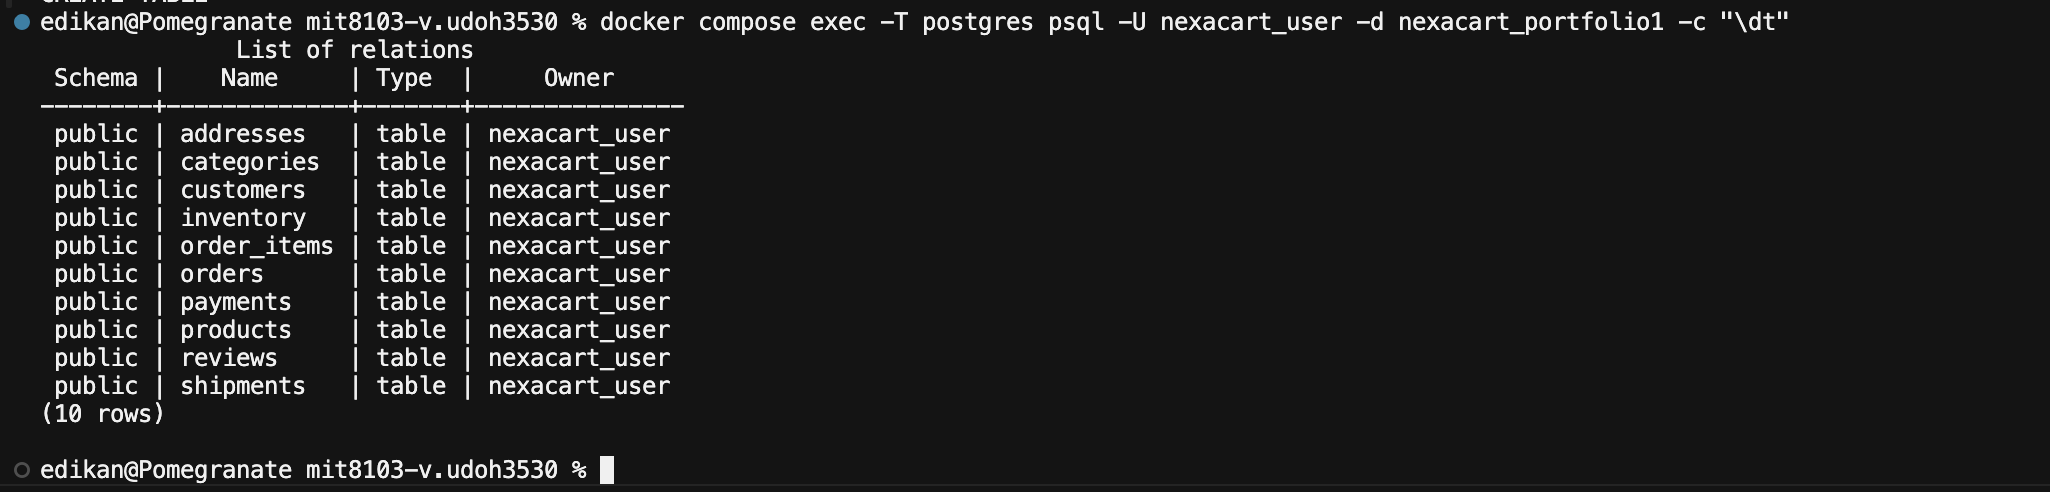 CREATE TABLE
edikan@Pomegranate mit8103-v.udoh3530 % docker compose exec -T postgres psql -U nexacart_user -d nexacart_portfolio1 -c "\dt"
List of relations
Schema | Name | Type | Owner
--------+-------------+-------+---------------
public | addresses | table | nexacart_user
public | categories | table | nexacart_user
public | customers | table | nexacart_user
public | inventory | table | nexacart_user
public | order_items | table | nexacart_user
public | orders | table | nexacart_user
public | payments | table | nexacart_user
public | products | table | nexacart_user
public | reviews | table | nexacart_user
public | shipments | table | nexacart_user
(10 rows)
edikan@Pomegranate mit8103-v.udoh3530 %